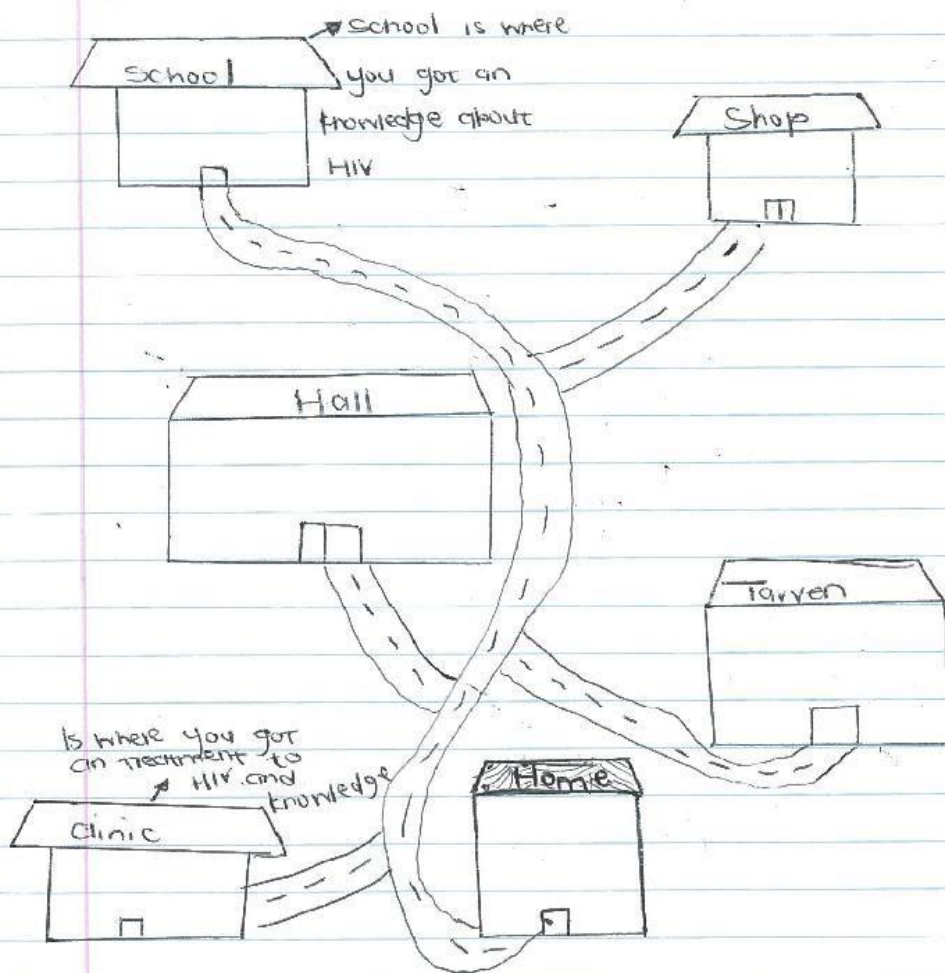 School is where
School
you got an
knowledge about
HIV
Shop
Hall
Tarven
Is where you got
an treatment to
HIV and
knowledge
Home
Clinic